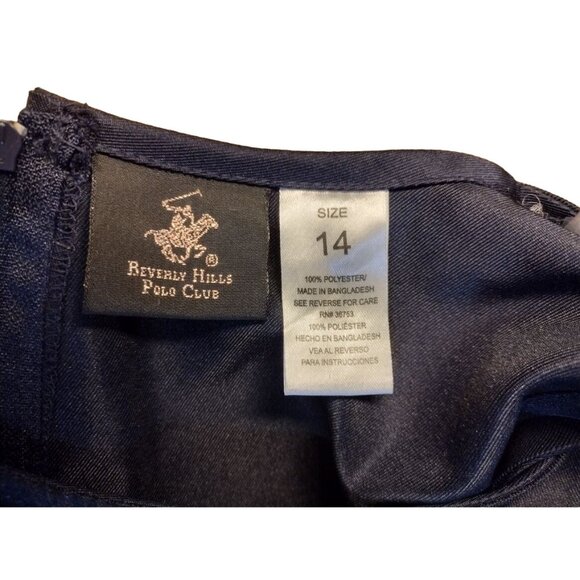 BEVERLY HILLS
POLO CLUB
®
SIZE
14
100% POLYESTER/
MADE IN BANGLADESH
SEE REVERSE FOR CARE
RN# 36753
100% POLIÉSTER
HECHO EN BANGLADESH
VEA AL REVERSO
PARA INSTRUCCIONES